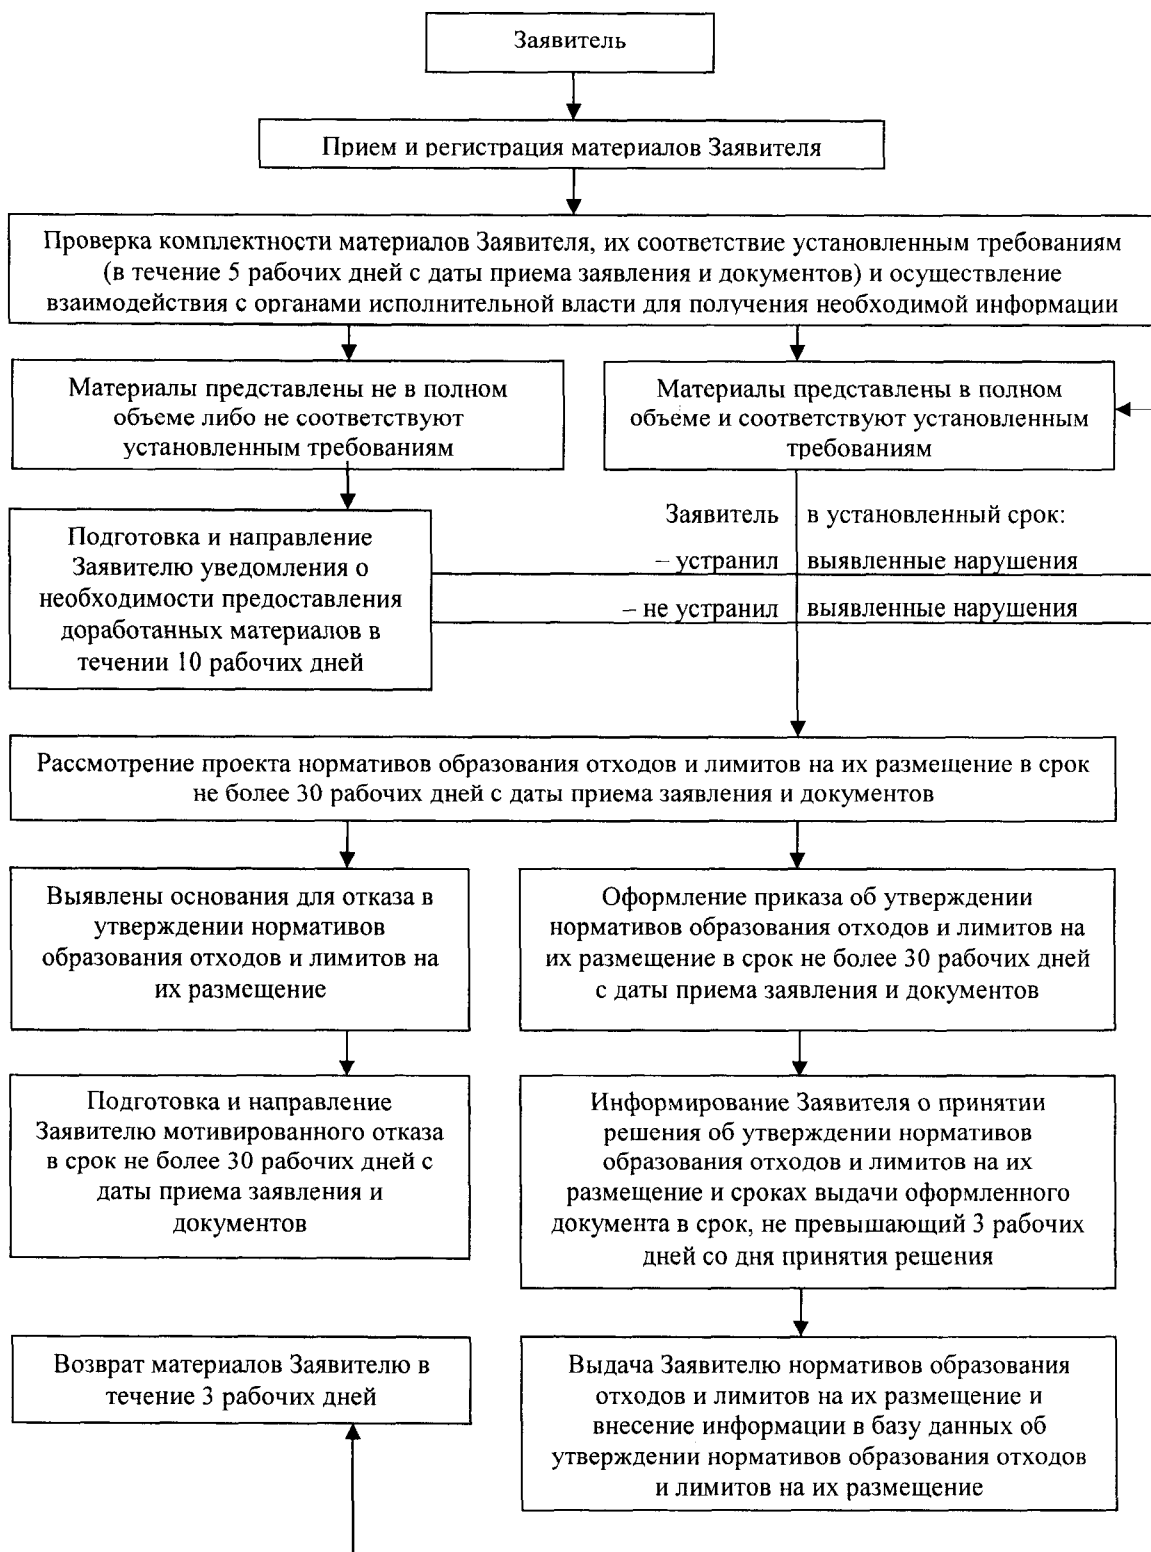 Заявитель
Прием и регистрация материалов Заявителя
Проверка комплектности материалов Заявителя, их соответствие установленным требованиям
(в течение 5 рабочих дней с даты приема заявления и документов) и осуществление
взаимодействия с органами исполнительной власти для получения необходимой информации
Материалы представлены не в полном
объеме либо не соответствуют
установленным требованиям
Материалы представлены в полном
объеме и соответствуют установленным
требованиям
Подготовка и направление
Заявителю уведомления о
необходимости предоставления
доработанных материалов в
течении 10 рабочих дней
Заявитель в установленный срок:
– устранил выявленные нарушения
– не устранил выявленные нарушения
Рассмотрение проекта нормативов образования отходов и лимитов на их размещение в срок
не более 30 рабочих дней с даты приема заявления и документов
Выявлены основания для отказа в
утверждении нормативов
образования отходов и лимитов на
их размещение
Оформление приказа об утверждении
нормативов образования отходов и лимитов на
их размещение в срок не более 30 рабочих дней
с даты приема заявления и документов
Подготовка и направление
Заявителю мотивированного отказа
в срок не более 30 рабочих дней с
даты приема заявления и
документов
Информирование Заявителя о принятии
решения об утверждении нормативов
образования отходов и лимитов на их
размещение и сроках выдачи оформленного
документа в срок, не превышающий 3 рабочих
дней со дня принятия решения
Возврат материалов Заявителю в
течение 3 рабочих дней
Выдача Заявителю нормативов образования
отходов и лимитов на их размещение и
внесение информации в базу данных об
утверждении нормативов образования отходов
и лимитов на их размещение